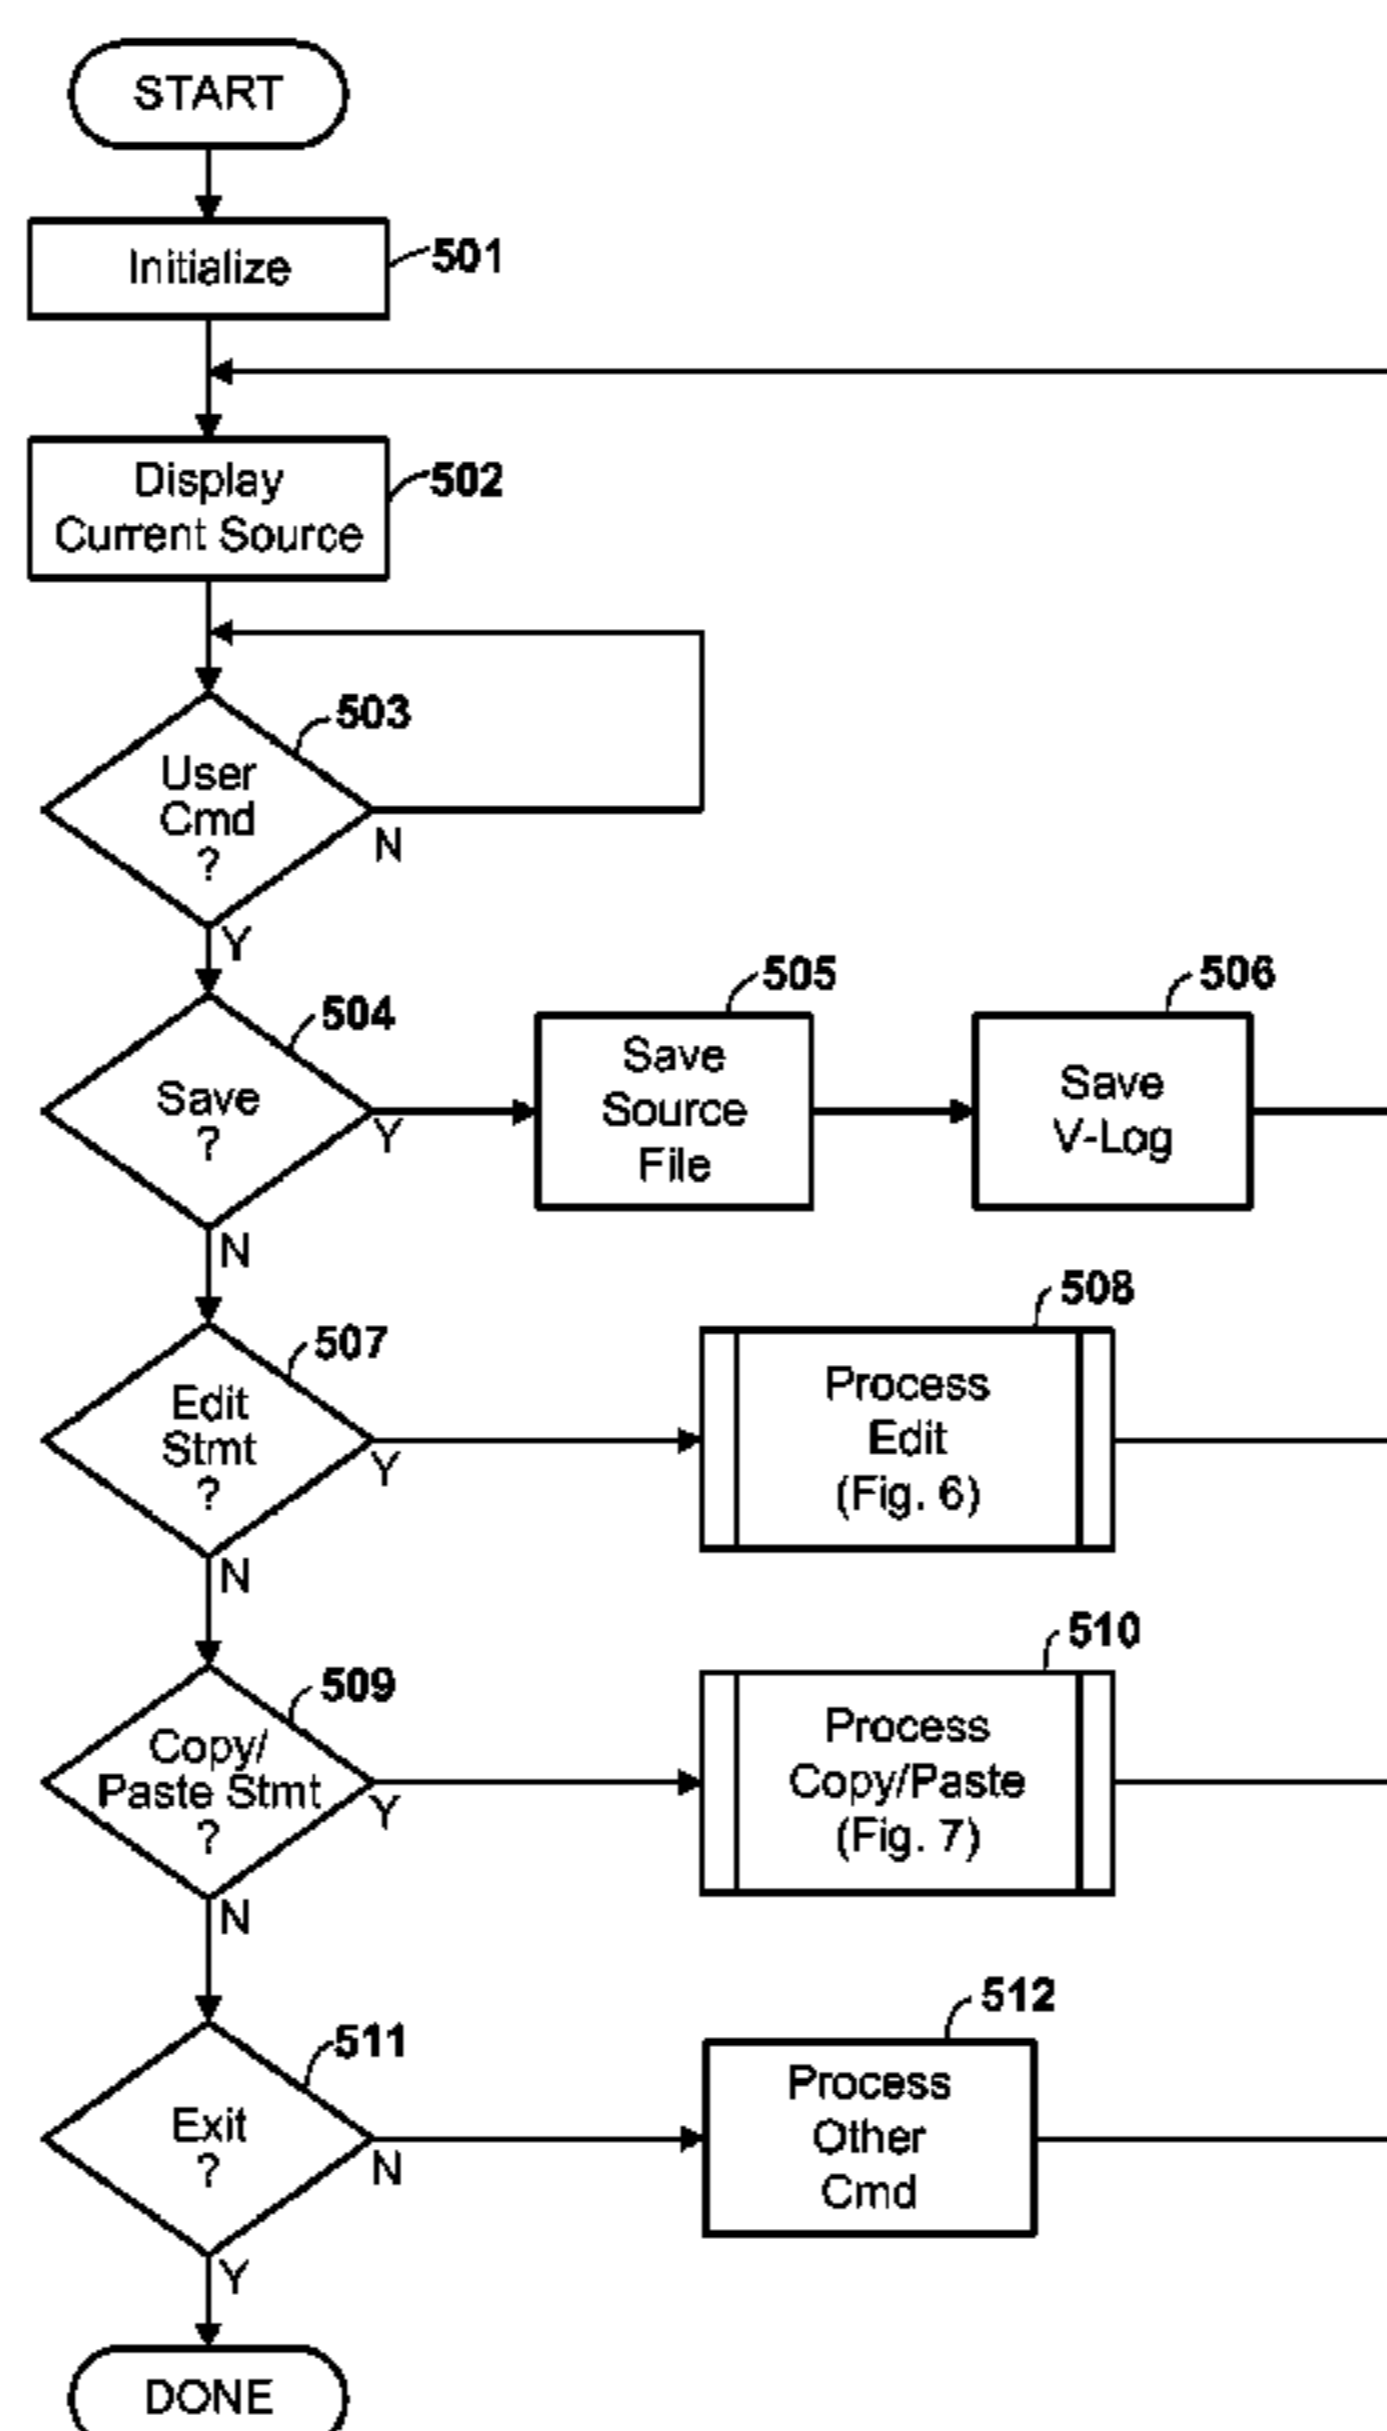 START
Initialize
501
Display
Current Source
502
503
User
Cmd
?
N
Y
504
Save
?
Y
N
505
Save
Source
File
506
Save
V-Log
507
Edit
Stmt
?
Y
N
508
Process
Edit
(Fig. 6)
509
Copy/
Paste Stmt
?
Y
N
510
Process
Copy/Paste
(Fig. 7)
511
Exit
?
N
Y
512
Process
Other
Cmd
DONE